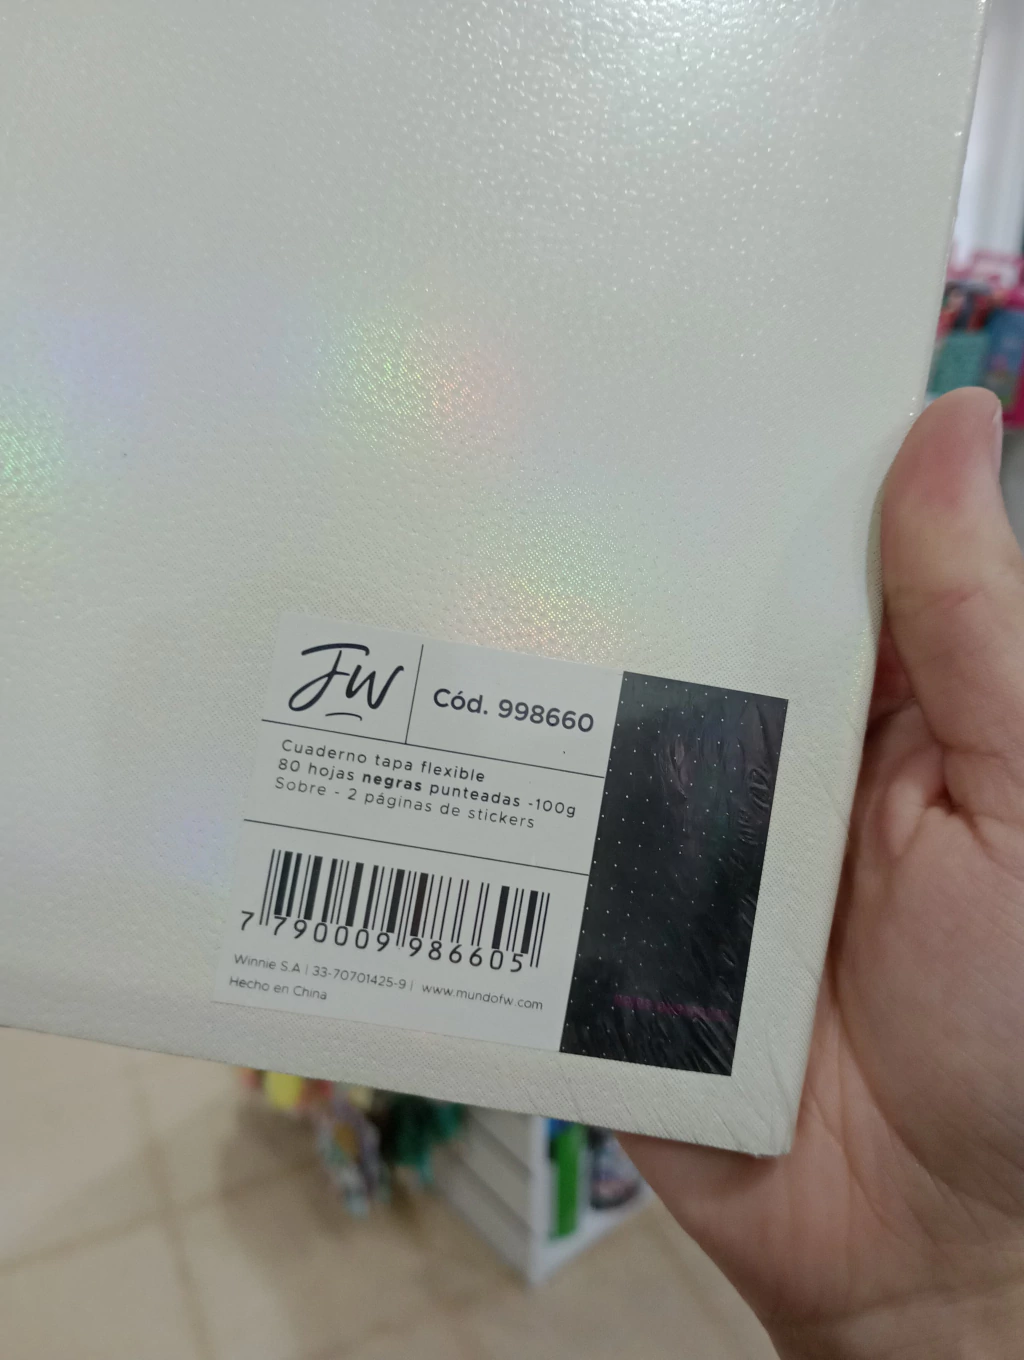 FW
Cód. 998660
Cuaderno tapa flexible
80 hojas negras punteadas -100g
Sobre - 2 páginas de stickers
7 790009 986605
Winnie S.A | 33-70701425-9 | www.mundofw.com
Hecho en China